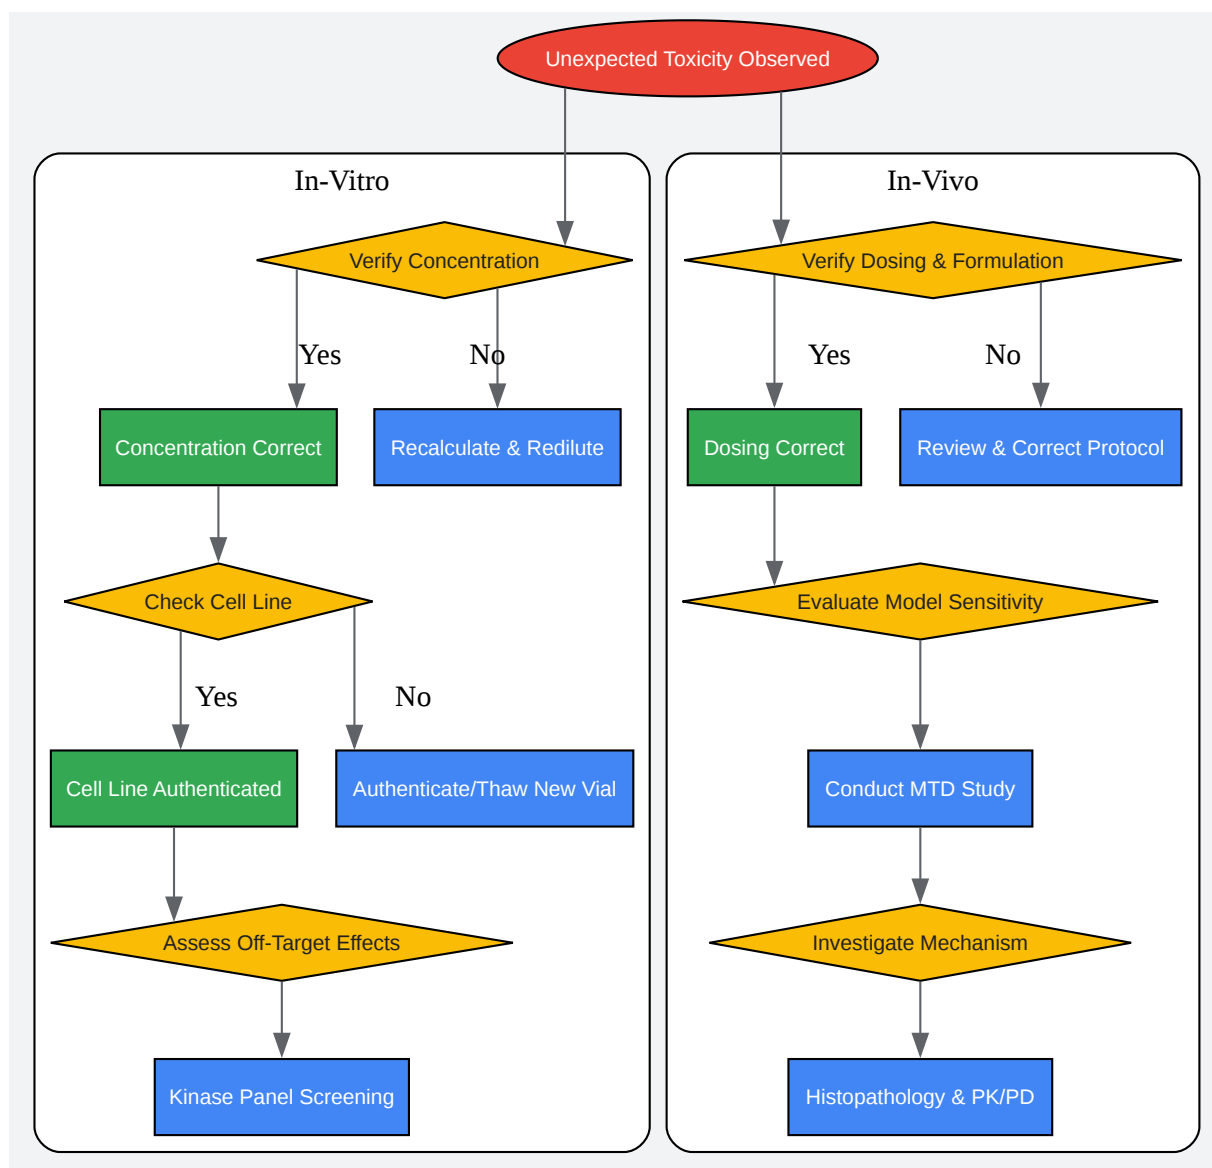 Unexpected Toxicity Observed
In-Vitro
In-Vivo
Verify Concentration
Verify Dosing & Formulation
Yes
No
Yes
No
Concentration Correct
Recalculate & Redilute
Dosing Correct
Review & Correct Protocol
Check Cell Line
Evaluate Model Sensitivity
Yes
No
Cell Line Authenticated
Authenticate/Thaw New Vial
Conduct MTD Study
Assess Off-Target Effects
Investigate Mechanism
Kinase Panel Screening
Histopathology & PK/PD